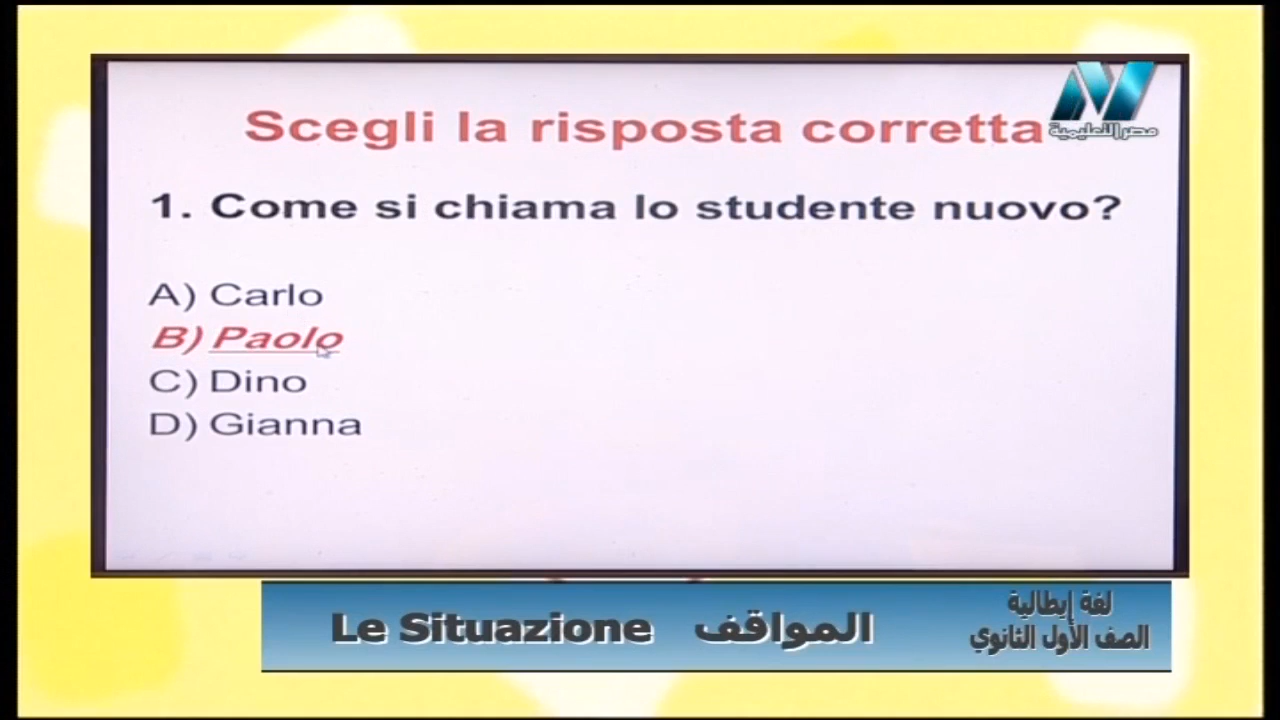 Scegli la risposta corretta
مصر التعليمية
1. Come si chiama lo studente nuovo?
A) Carlo
B) Paolo
C) Dino
D) Gianna
Le Situazione المواقف
لغة إيطالية
الصف الأول الثانوي